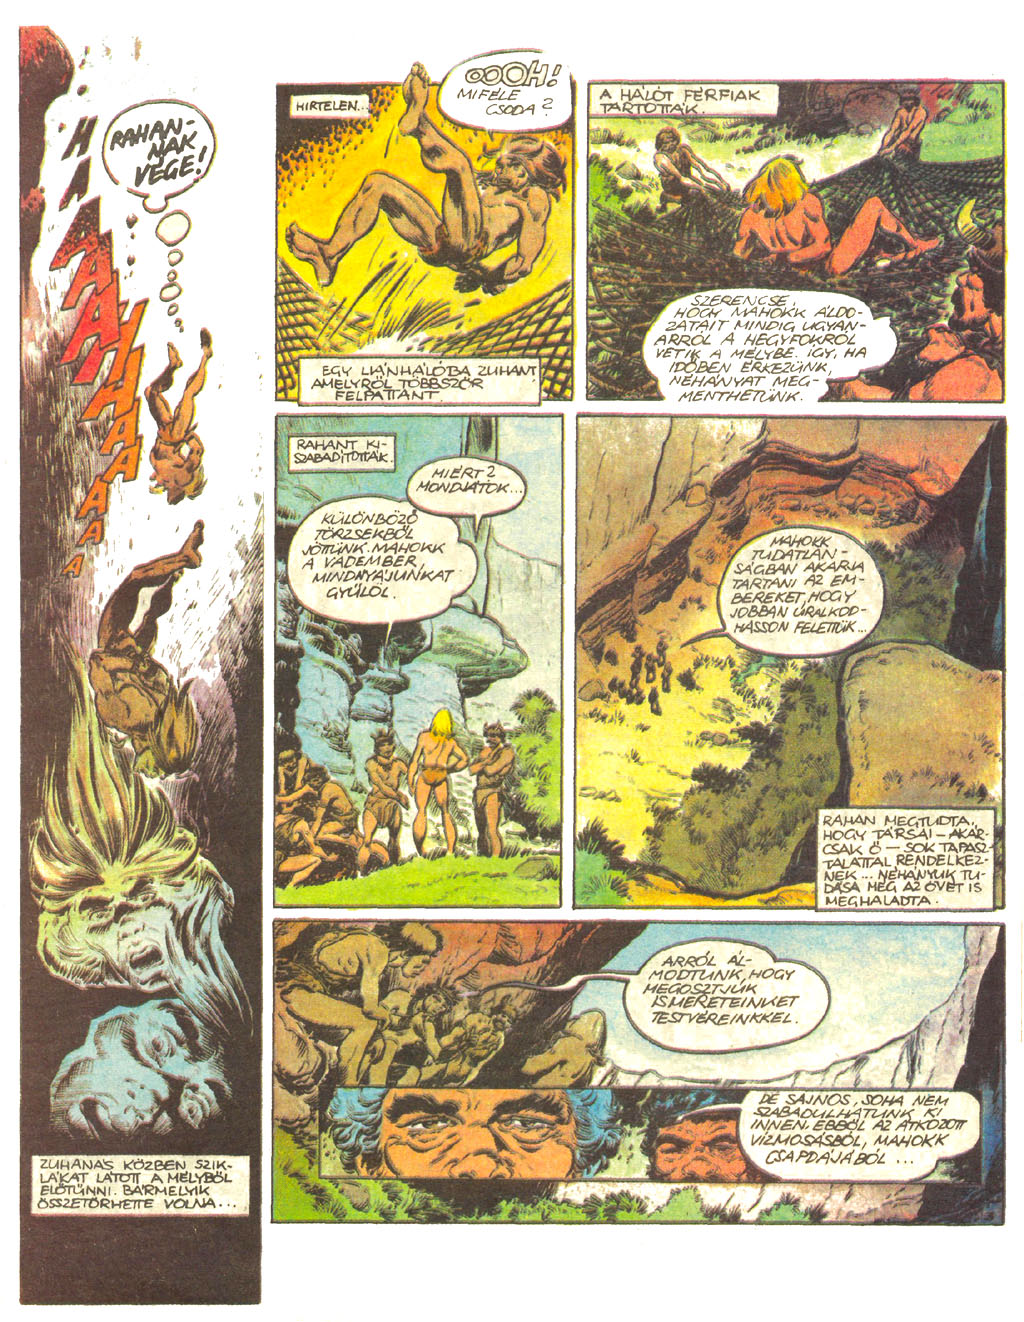 RAHAN-
NAK
VÉGE!
HAAAHAHAAAAA
ZUHANÁS KÖZBEN SZIK-
LÁKAT LÁTOTT A MÉLYBŐL
ELŐTŰNNI. BÁRMELYIK
ÖSSZETÖRHETTE VOLNA...
HIRTELEN...
OOOH!
MIFÉLE
CSODA?
EGY LIÁNHÁLÓBA ZUHANT
AMELYRŐL TÖBBSZÖR
FELPATTANT.
A HÁLÓT FÉRFIAK
TARTOTTÁK.
SZERENCSE,
HOGY MAHOKK ÁLDO-
ZATAIT MINDIG UGYAN-
ARRÓL A HEGYFOKRÓL
VETIK A MÉLYBE. ÍGY, HA
IDŐBEN ÉRKEZÜNK,
NÉHÁNYAT MEG-
MENTHETÜNK.
RAHANT KI-
SZABADÍTOTTÁK.
MIÉRT?
MONDJÁTOK...
KÜLÖNBÖZŐ
TÖRZSEKBŐL
JÖTTÜNK. MAHOKK
A VADEMBER,
MINDNYÁJUNKAT
GYŰLÖL.
MAHOKK
TUDATLAN-
SÁGBAN AKARJA
TARTANI AZ EM-
BEREKET, HOGY
JOBBAN URALKOD-
HASSON FELETTÜK...
RAHAN MEGTUDTA,
HOGY TÁRSAI – AKÁR-
CSAK Ő – SOK TAPASZ-
TALATTAL RENDELKEZ-
NEK... NÉHÁNYUK TU-
DÁSA MÉG AZ ÖVÉT IS
MEGHALADTA.
ARRÓL ÁL-
MODTUNK, HOGY
MEGOSZTJUK
ISMERETEINKET
TESTVÉREINKKEL.
DE SAJNOS, SOHA NEM
SZABADULHATUNK KI
INNEN, EBBŐL AZ ÁTKOZOTT
VÍZMOSÁSBÓL, MAHOKK
CSAPDÁJÁBÓL...